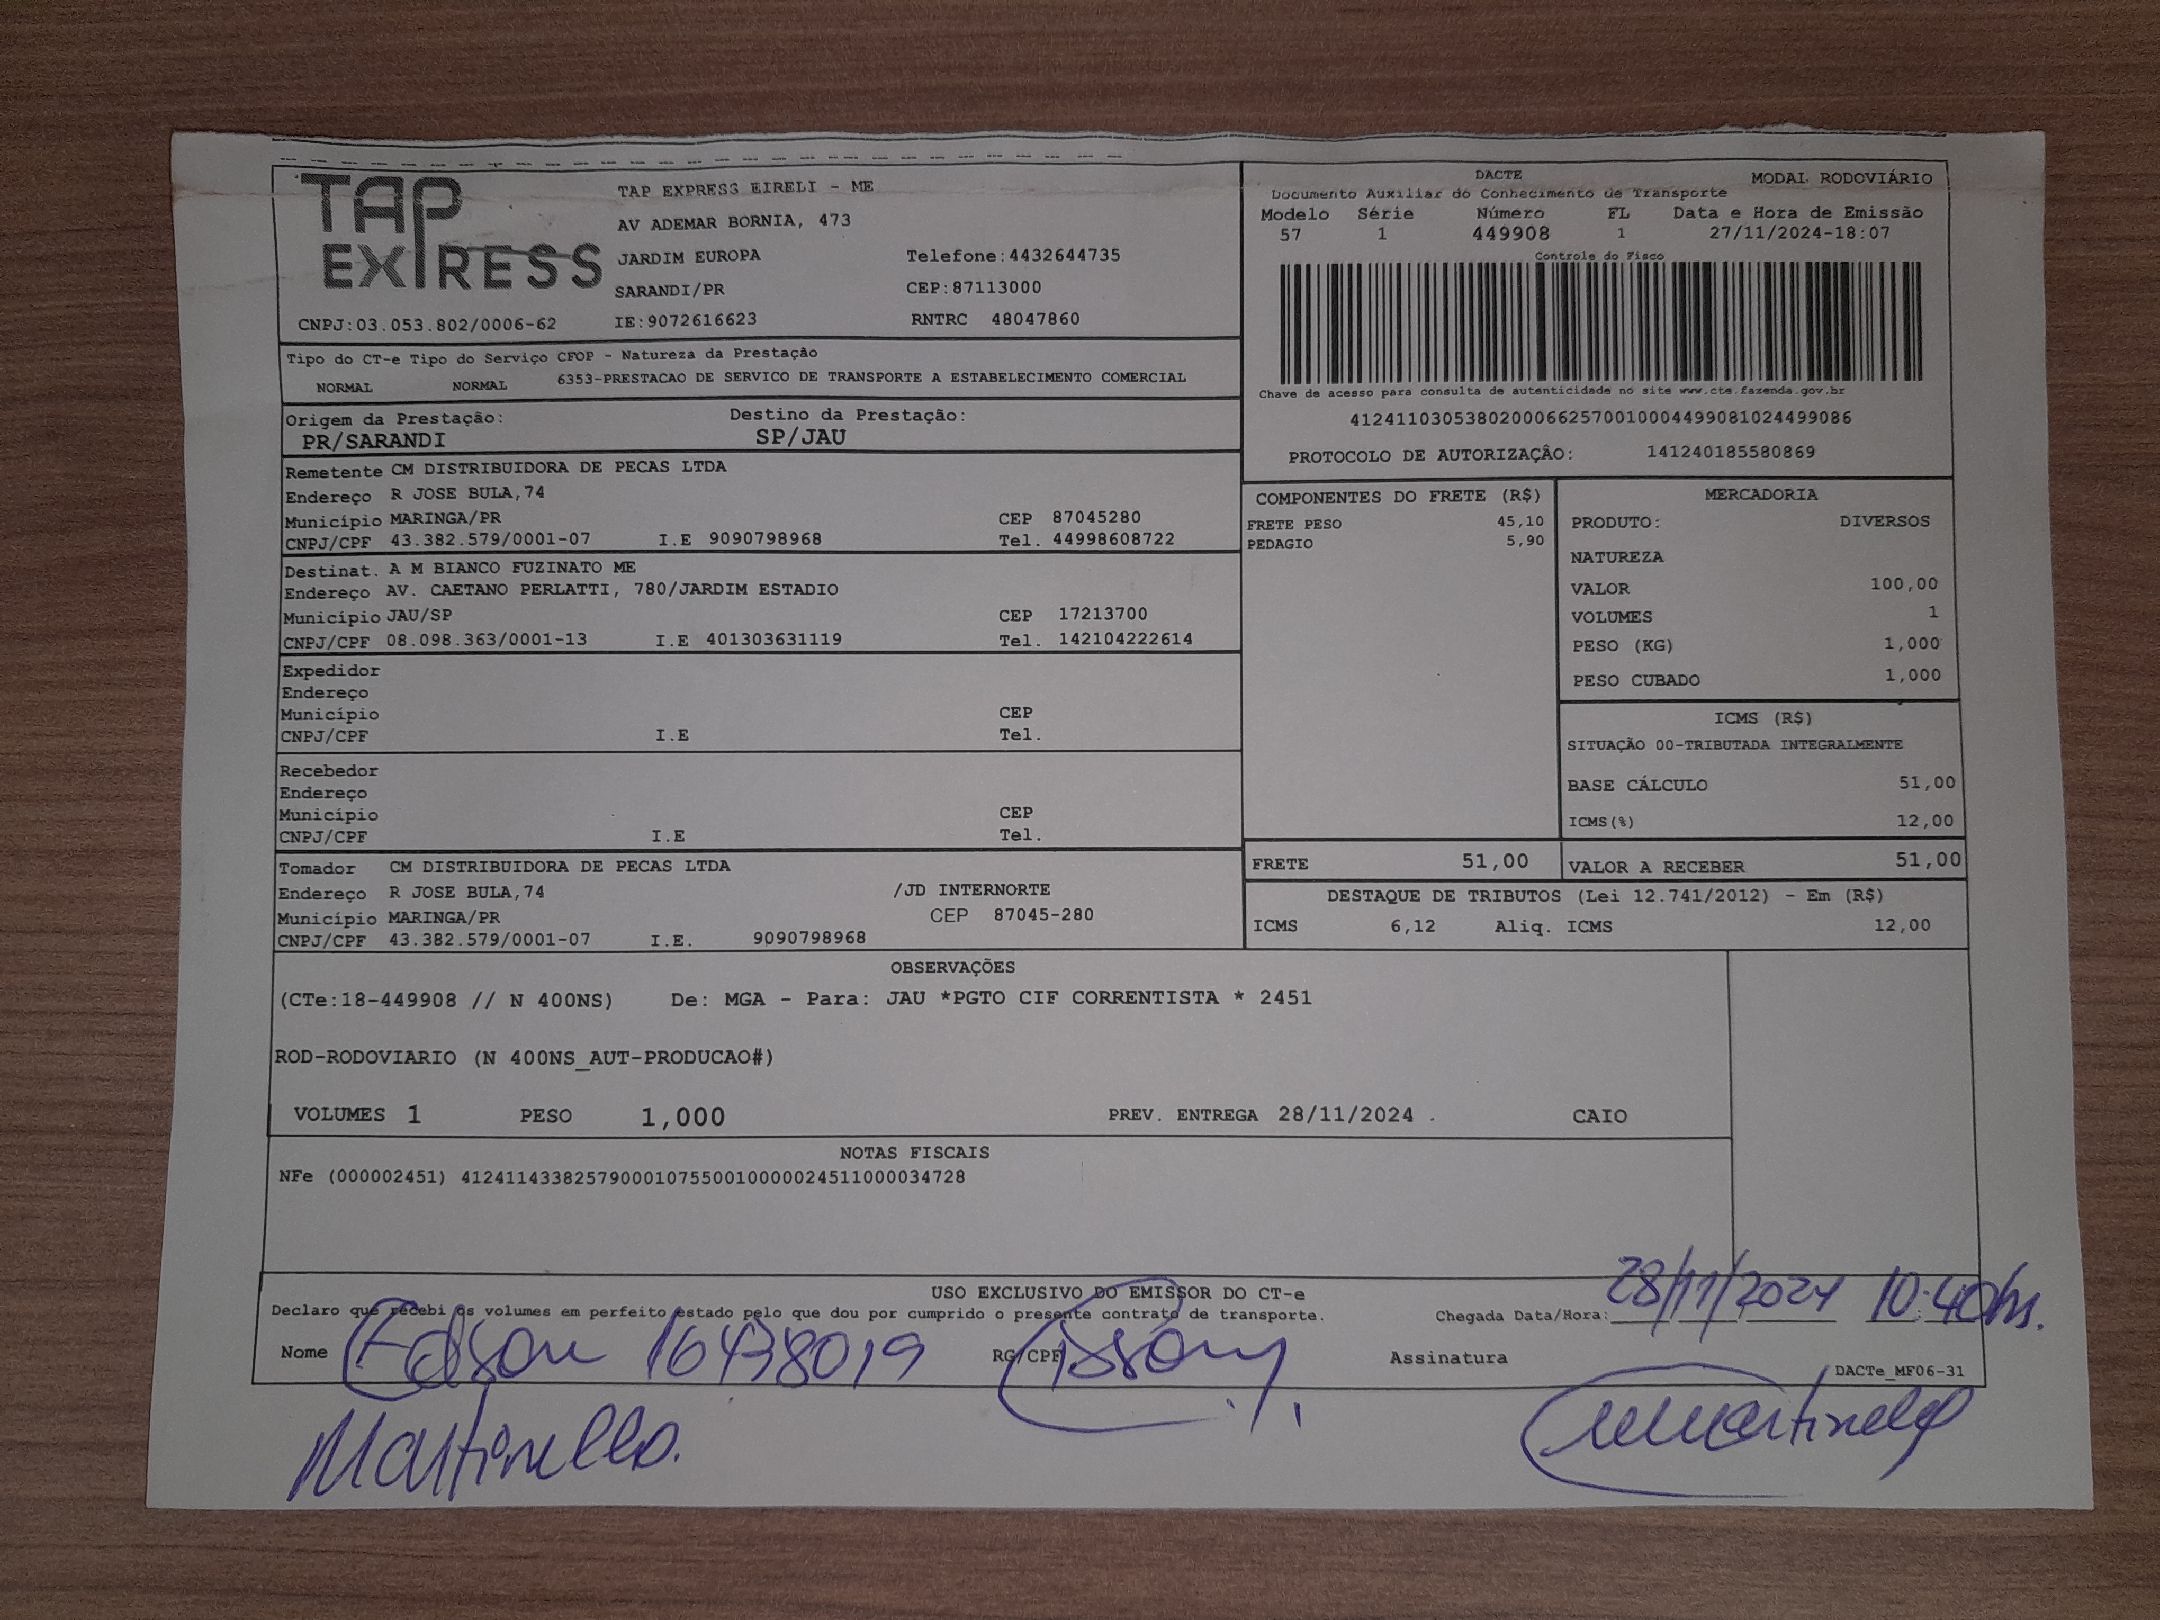 TAP EXPRESS
TAP EXPRESS EIRELI - ME
AV ADEMAR BORNIA, 473
JARDIM EUROPA Telefone:4432644735
SARANDI/PR CEP:87113000
CNPJ:03.053.802/0006-62 IE:9072616623 RNTRC 48047860
DACTE MODAL RODOVIÁRIO
Documento Auxiliar do Conhecimento de Transporte
Modelo Série Número FL Data e Hora de Emissão
57 1 449908 1 27/11/2024-18:07
Controle do Fisco
Chave de acesso para consulta de autenticidade no site www.cte.fazenda.gov.br
41241103053802000662570010004499081024499086
PROTOCOLO DE AUTORIZAÇÂO: 141240185580869
Tipo do CT-e Tipo do Serviço CFOP - Natureza da Prestação
NORMAL NORMAL 6353-PRESTACAO DE SERVICO DE TRANSPORTE A ESTABELECIMENTO COMERCIAL
Origem da Prestação: Destino da Prestação:
PR/SARANDI SP/JAU
Remetente CM DISTRIBUIDORA DE PECAS LTDA
Endereço R JOSE BULA,74
Município MARINGA/PR CEP 87045280
CNPJ/CPF 43.382.579/0001-07 I.E 9090798968 Tel. 44998608722
Destinat. A M BIANCO FUZINATO ME
Endereço AV. CAETANO PERLATTI, 780/JARDIM ESTADIO
Município JAU/SP CEP 17213700
CNPJ/CPF 08.098.363/0001-13 I.E 401303631119 Tel. 142104222614
Expedidor
Endereço
Município CEP
CNPJ/CPF I.E Tel.
Recebedor
Endereço
Município CEP
CNPJ/CPF I.E Tel.
Tomador CM DISTRIBUIDORA DE PECAS LTDA
Endereço R JOSE BULA,74 /JD INTERNORTE
Município MARINGA/PR CEP 87045-280
CNPJ/CPF 43.382.579/0001-07 I.E. 9090798968
COMPONENTES DO FRETE (R$)
FRETE PESO 45,10
PEDAGIO 5,90
MERCADORIA
PRODUTO: DIVERSOS
NATUREZA
VALOR 100,00
VOLUMES 1
PESO (KG) 1,000
PESO CUBADO 1,000
ICMS (R$)
SITUAÇÃO 00-TRIBUTADA INTEGRALMENTE
BASE CÁLCULO 51,00
ICMS(%) 12,00
FRETE 51,00 VALOR A RECEBER 51,00
DESTAQUE DE TRIBUTOS (Lei 12.741/2012) - Em (R$)
ICMS 6,12 Aliq. ICMS 12,00
OBSERVAÇÕES
(CTe:18-449908 // N 400NS) De: MGA - Para: JAU *PGTO CIF CORRENTISTA * 2451
ROD-RODOVIARIO (N 400NS_AUT-PRODUCAO#)
VOLUMES 1 PESO 1,000 PREV. ENTREGA 28/11/2024 . CAIO
NOTAS FISCAIS
NFe (000002451) 41241143382579000107550010000024511000034728
USO EXCLUSIVO DO EMISSOR DO CT-e
Declaro que recebi os volumes em perfeito estado pelo que dou por cumprido o presente contrato de transporte. Chegada Data/Hora: 28/11/2024 10:40hs.
Nome Edson 16438019 RG/CPF Assinatura
DACTe_MF06-31
Martinello.